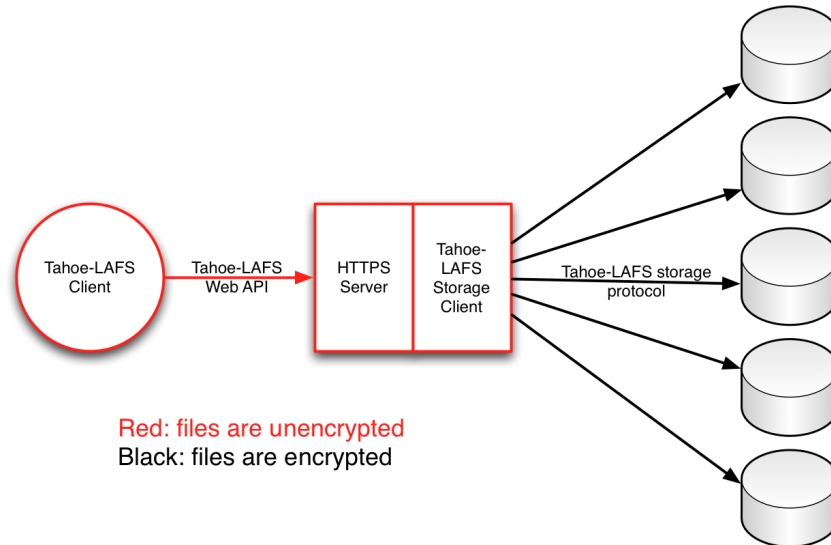 Tahoe-LAFS
Client
Tahoe-LAFS
Web API
HTTPS
Server
Tahoe-
LAFS
Storage
Client
Tahoe-LAFS storage
protocol
Red: files are unencrypted
Black: files are encrypted